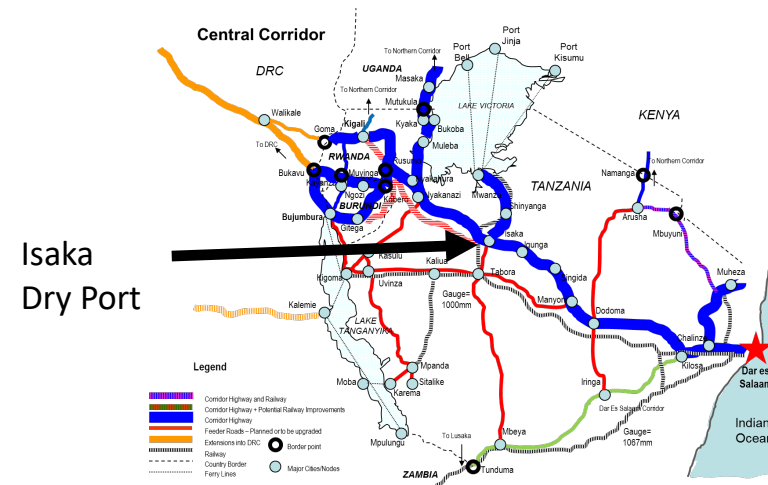 Central Corridor
DRC
UGANDA
To Northern Corridor
To Northern Corridor
Port
Bell
Port
Jinja
Port
Kisumu
Masaka
Mutukula
LAKE VICTORIA
KENYA
Walikale
Goma
Kigali
Kyaka
Bukoba
To DRC
RWANDA
Muleba
Rusumo
To Northern Corridor
Bukavu
Muyinga
Nyakanazi
Mwanza
TANZANIA
Namanga
Ngozi
BURUNDI
Kobero
Shinyanga
Arusha
Bujumbura
Gitega
Mbuyuni
Isaka
Dry Port
Isaka
Igunga
Kasulu
Kaliua
Tabora
Singida
Muheza
Kigoma
Uvinza
Gauge=
1000mm
Manyoni
Kalemie
Dodoma
LAKE
TANGANYIKA
Chalinze
Kilosa
Dar es
Salaam
Legend
Mpanda
Moba
Sitalike
Karema
Iringa
Corridor Highway and Railway
Corridor Highway + Potential Railway Improvements
Corridor Highway
Feeder Roads – Planned or to be upgraded
Extensions into DRC
Railway
Country Border
Ferry Lines
Border point
Major Cities/Nodes
Dar Es Salaam Corridor
Indian
Ocean
Mpulungu
Mbeya
Gauge=
1067mm
To Lusaka
ZAMBIA
Tunduma